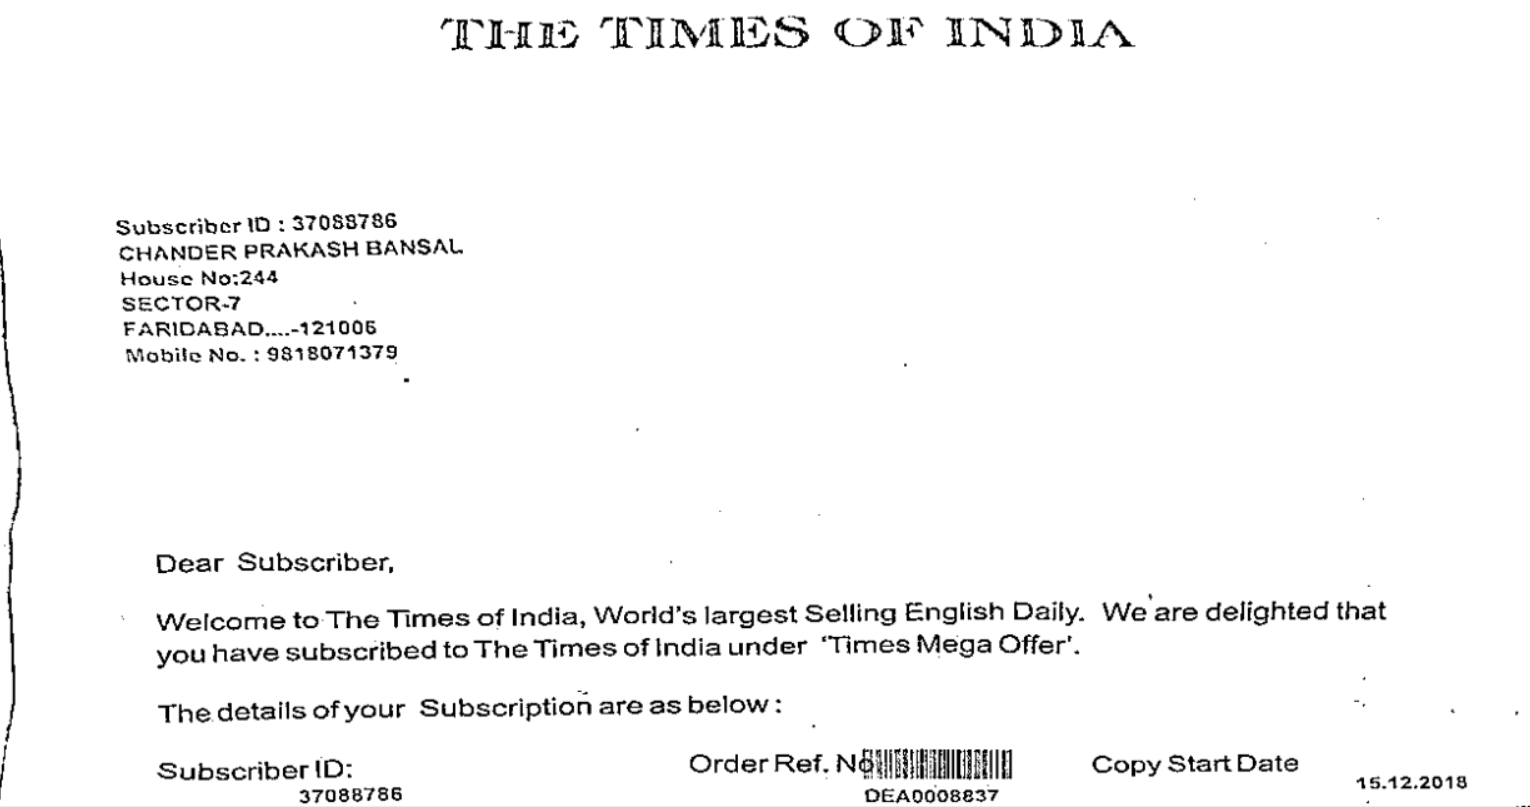 THE TIMES OF INDIA
Subscriber ID : 37088786
CHANDER PRAKASH BANSAL
House No:244
SECTOR-7
FARIDABAD....-121006
Mobile No. : 9818071379
Dear Subscriber,
Welcome to The Times of India, World's largest Selling English Daily. We are delighted that
you have subscribed to The Times of India under 'Times Mega Offer'.
The details of your Subscription are as below :
Subscriber ID: Order Ref. No Copy Start Date
37088786 DEA0008837 15.12.2018